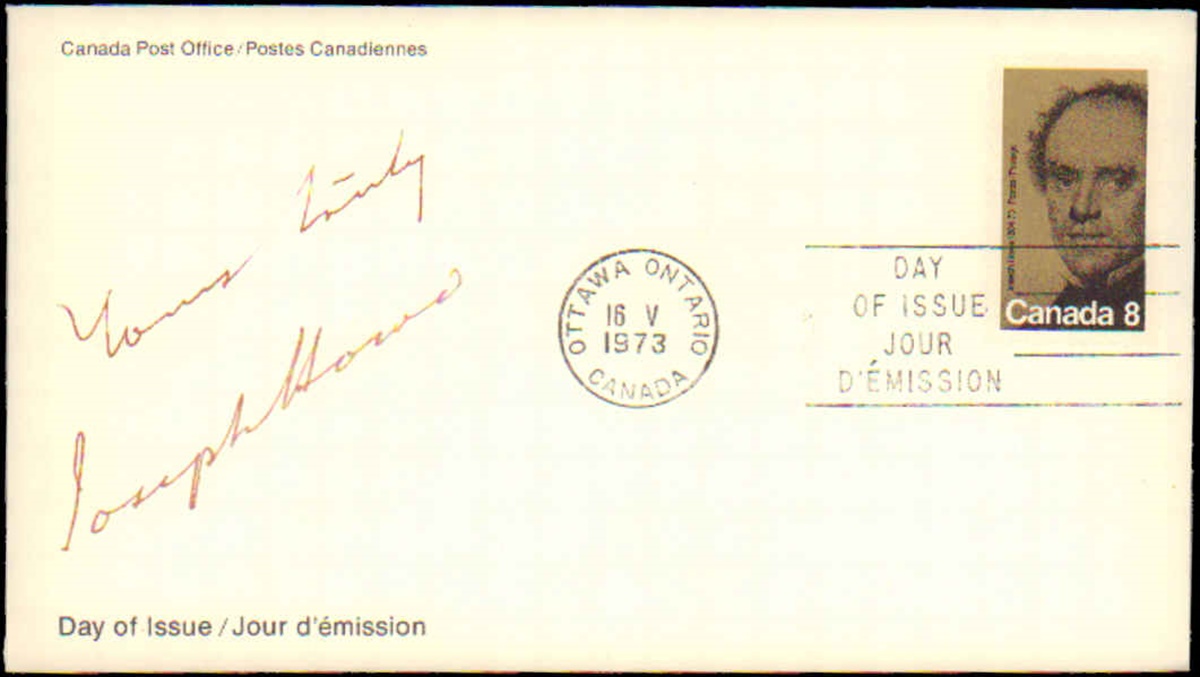 Canada Post Office / Postes Canadiennes
Yours truly
Joseph Howe
OTTAWA ONTARIO
16 V
1973
CANADA
DAY
OF ISSUE
JOUR
D'ÉMISSION
Canada 8
Day of Issue / Jour d'émission